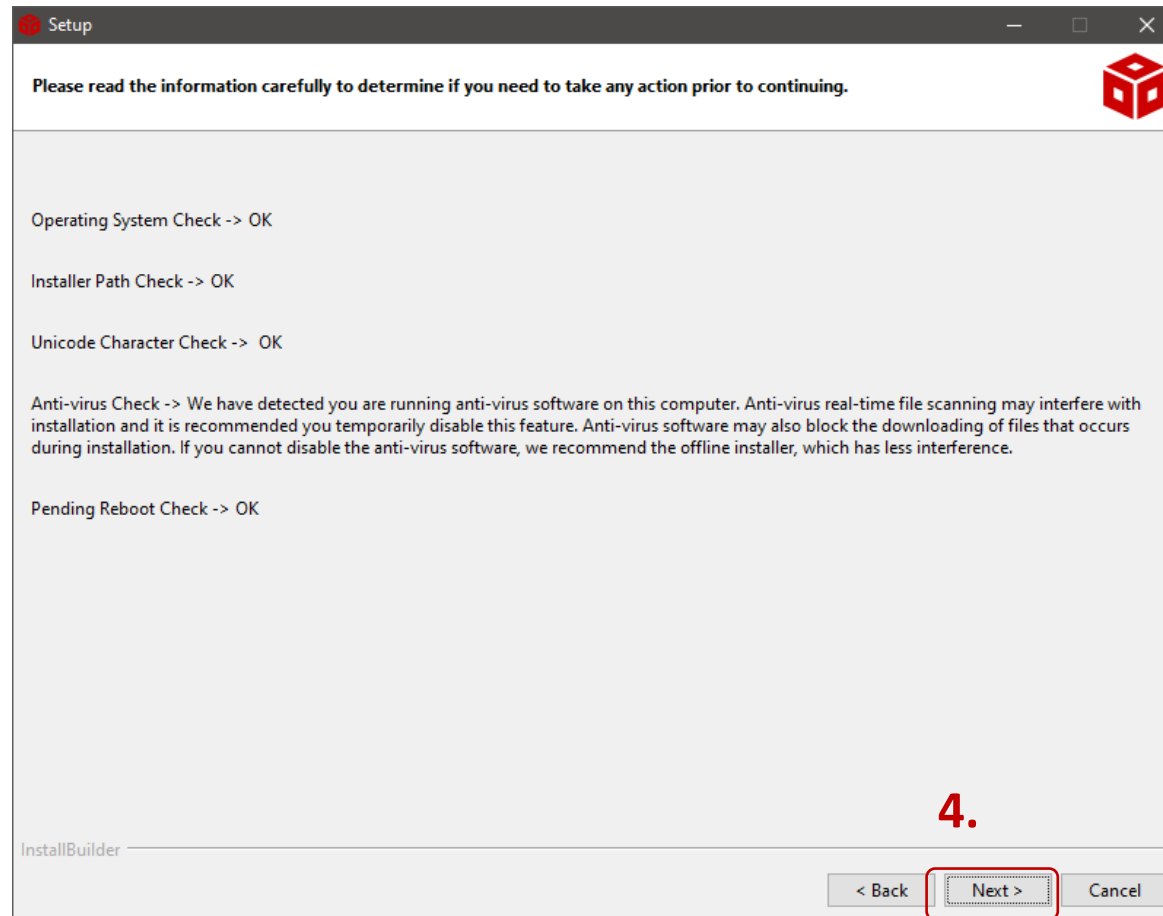 Setup
Please read the information carefully to determine if you need to take any action prior to continuing.
Operating System Check -> OK
Installer Path Check -> OK
Unicode Character Check ->  OK
Anti-virus Check -> We have detected you are running anti-virus software on this computer. Anti-virus real-time file scanning may interfere with
installation and it is recommended you temporarily disable this feature. Anti-virus software may also block the downloading of files that occurs
during installation. If you cannot disable the anti-virus software, we recommend the offline installer, which has less interference.
Pending Reboot Check -> OK
4.
InstallBuilder
< Back Next > Cancel